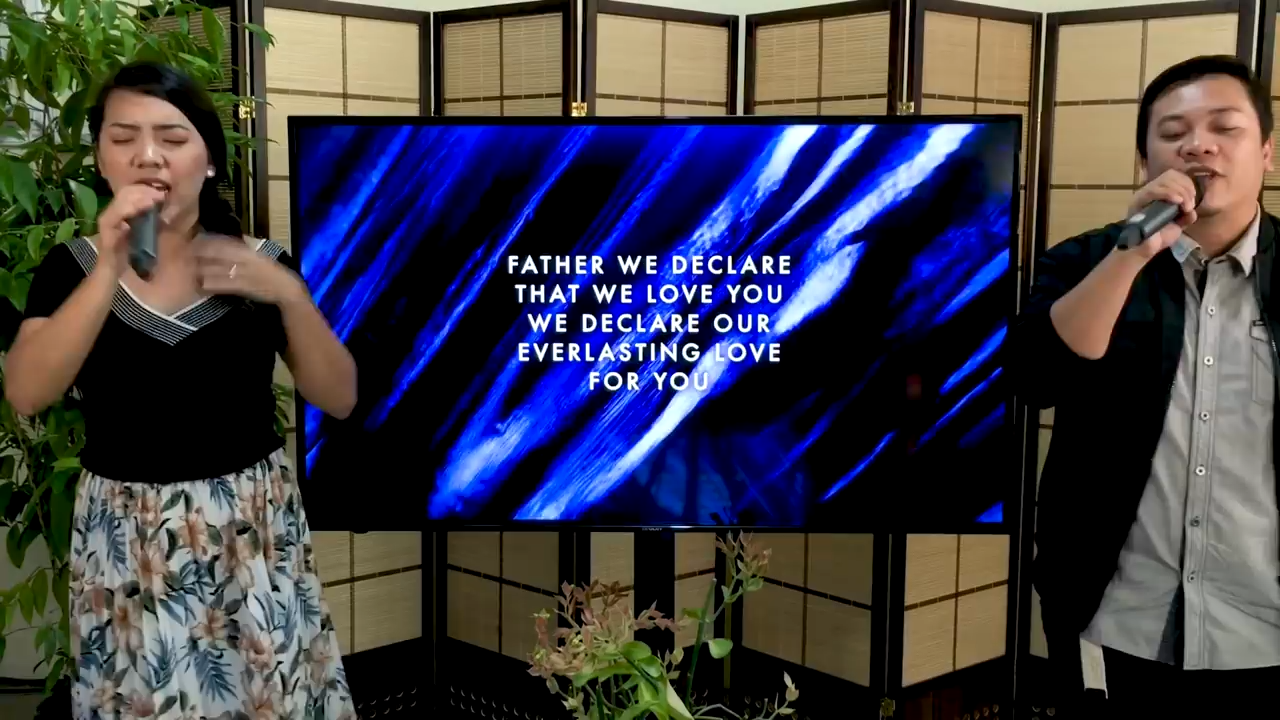 FATHER WE DECLARE
THAT WE LOVE YOU
WE DECLARE OUR
EVERLASTING LOVE
FOR YOU